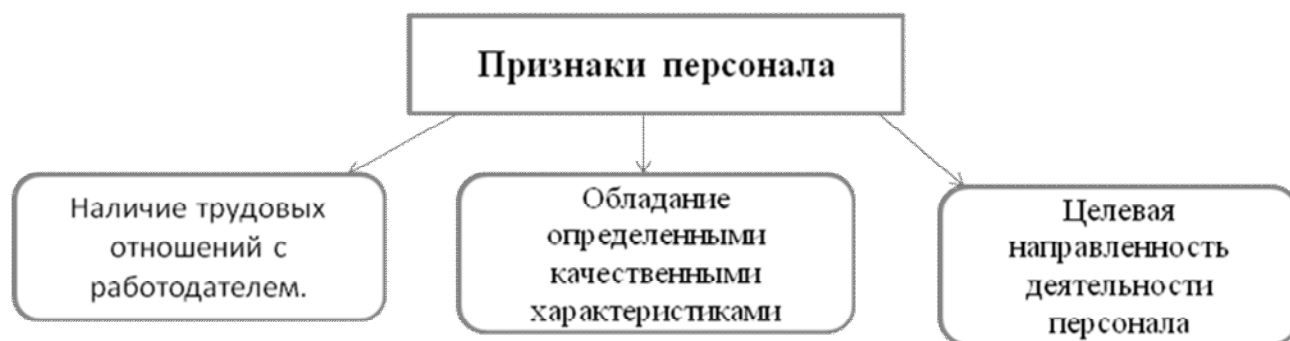 Признаки персонала
Наличие трудовых
отношений с
работодателем.
Обладание
определенными
качественными
характеристиками
Целевая
направленность
деятельности
персонала